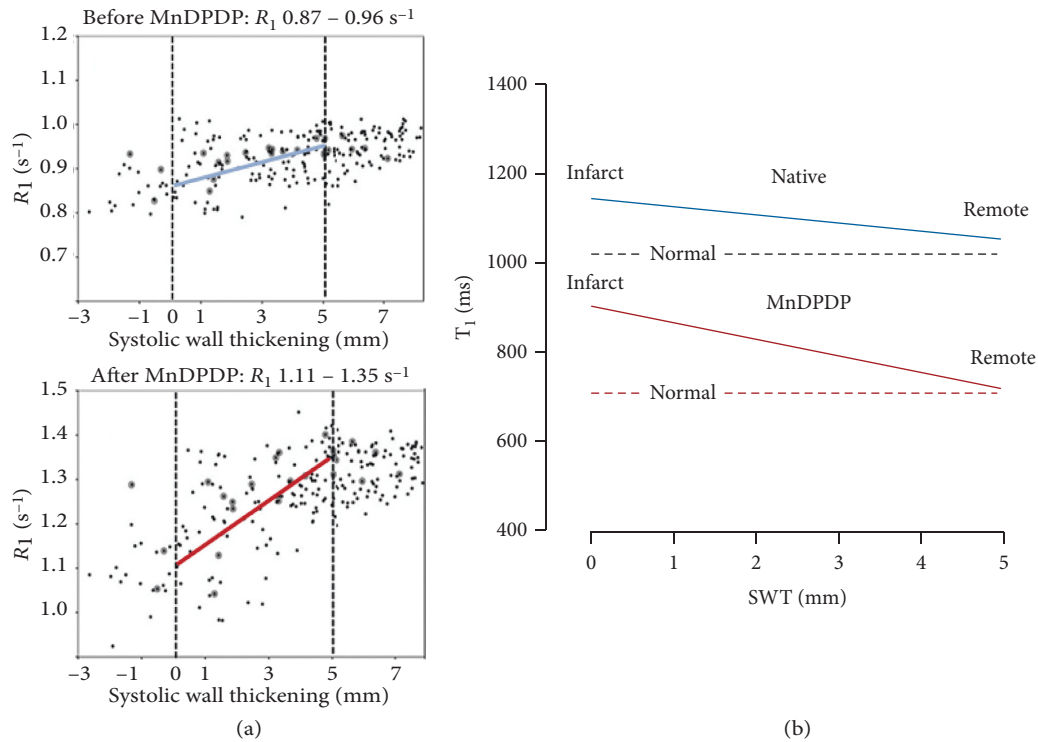 Before MnDPDP: R1 0.87 – 0.96 s–1
1.2
1.1
1.0
0.9
0.8
0.7
R1 (s–1)
–3 –1 0 1 3 5 7
Systolic wall thickening (mm)
After MnDPDP: R1 1.11 – 1.35 s–1
1.5
1.4
1.3
1.2
1.1
1.0
R1 (s–1)
–3 –1 0 1 3 5 7
Systolic wall thickening (mm)
(a)
1400
1200
1000
800
600
400
T1 (ms)
Infarct
Native
Remote
Normal
Infarct
MnDPDP
Remote
Normal
0 1 2 3 4 5
SWT (mm)
(b)